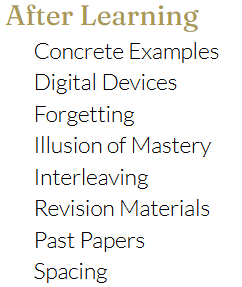 After Learning
Concrete Examples
Digital Devices
Forgetting
Illusion of Mastery
Interleaving
Revision Materials
Past Papers
Spacing